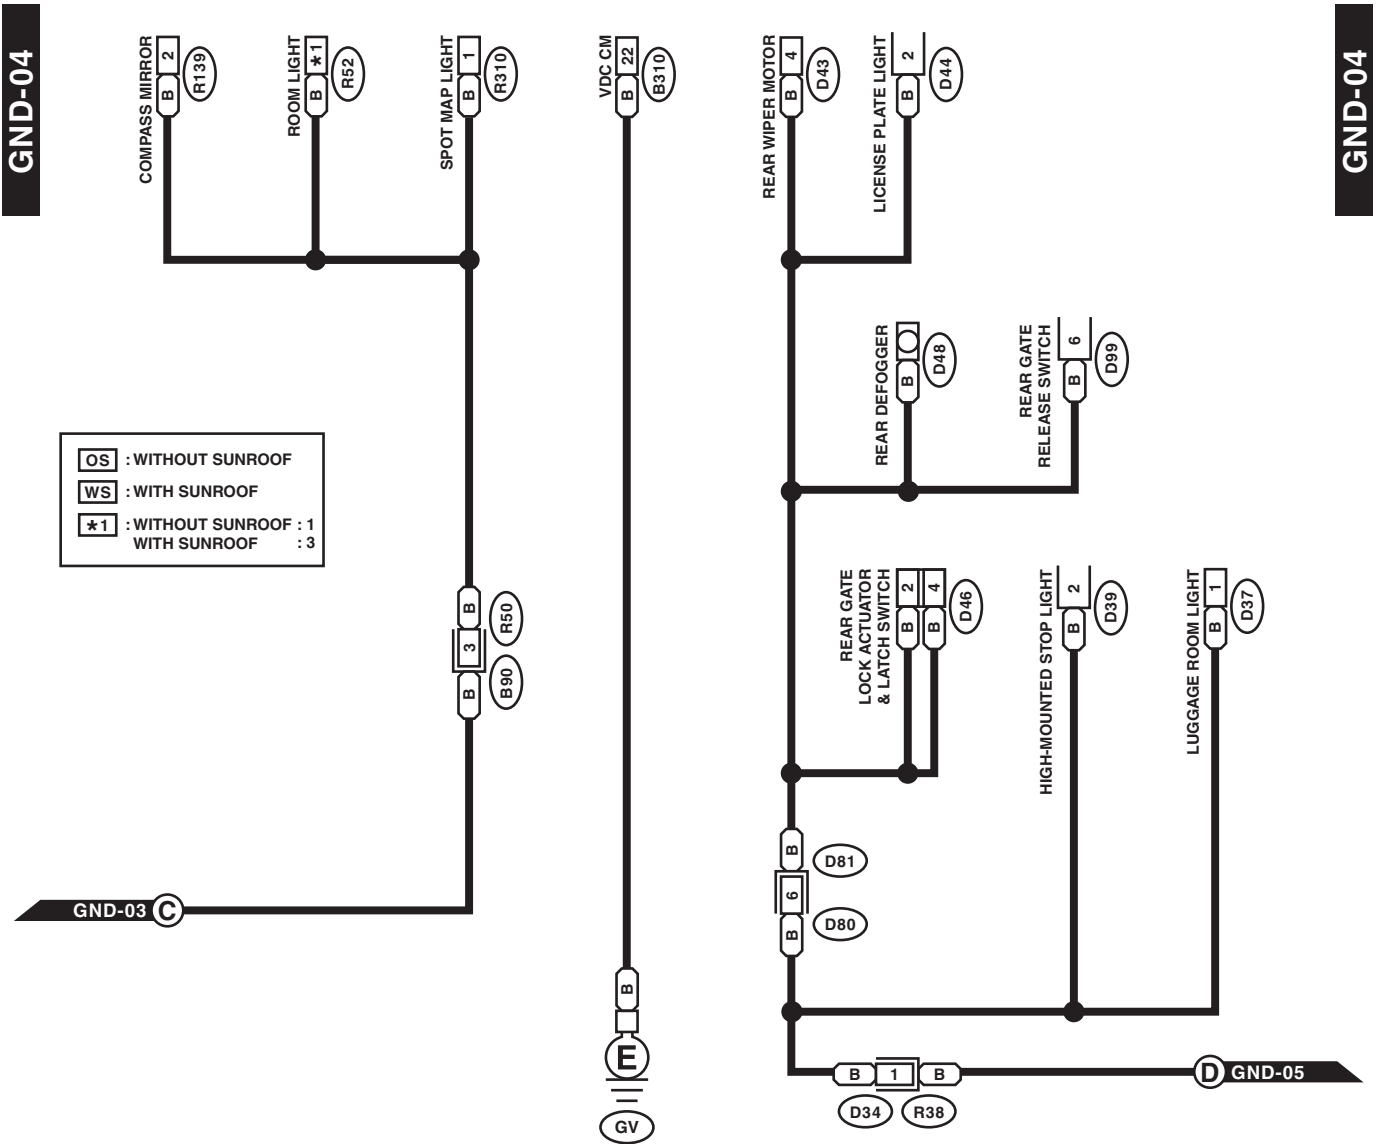 GND-04
GND-04
COMPASS MIRROR
2
B
R139
ROOM LIGHT
*1
B
R52
SPOT MAP LIGHT
1
B
R310
VDC CM
22
B
B310
REAR WIPER MOTOR
4
B
D43
LICENSE PLATE LIGHT
2
B
D44
REAR DEFOGGER
B
D48
REAR GATE
RELEASE SWITCH
6
B
D99
OS : WITHOUT SUNROOF
WS : WITH SUNROOF
*1 : WITHOUT SUNROOF : 1
WITH SUNROOF : 3
REAR GATE
LOCK ACTUATOR
& LATCH SWITCH
2
4
B
B
D46
HIGH-MOUNTED STOP LIGHT
2
B
D39
LUGGAGE ROOM LIGHT
1
B
D37
B
R50
3
B
B90
B
D81
6
B
D80
GND-03 C
B
E
GV
B
1
B
D34
R38
D GND-05